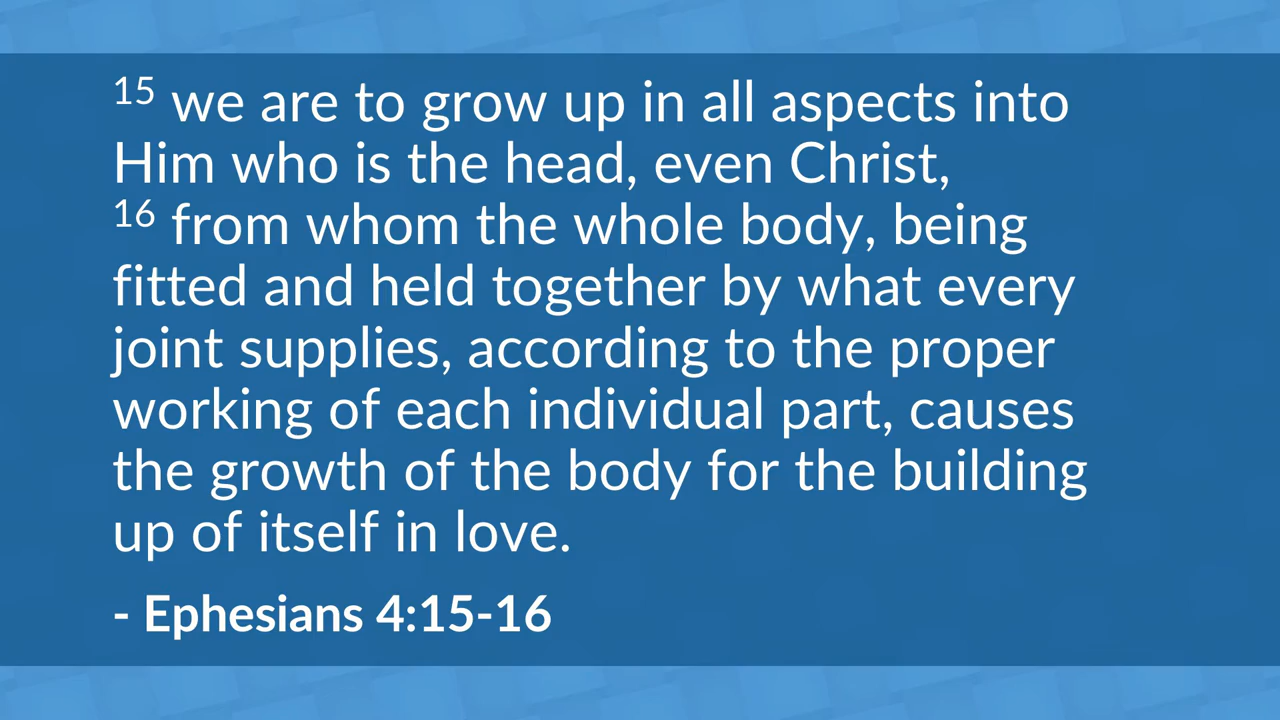 15 we are to grow up in all aspects into
Him who is the head, even Christ,
16 from whom the whole body, being
fitted and held together by what every
joint supplies, according to the proper
working of each individual part, causes
the growth of the body for the building
up of itself in love.
- Ephesians 4:15-16